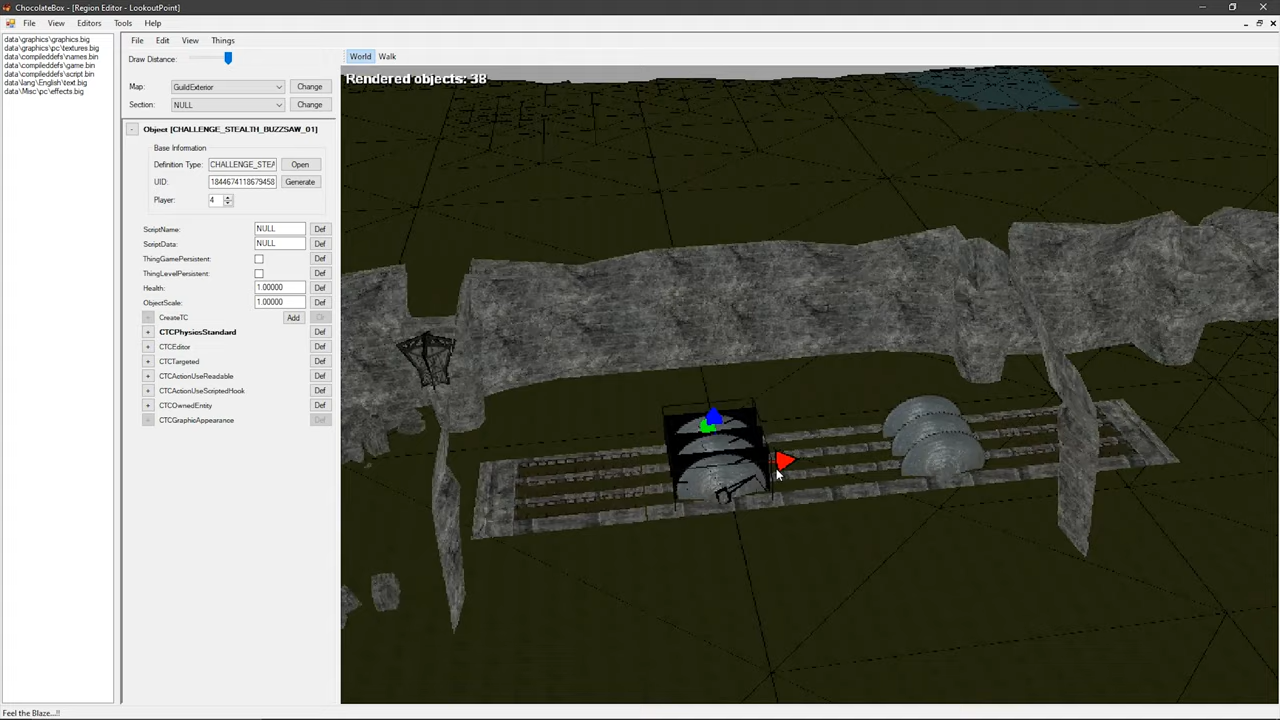 ChocolateBox - [Region Editor - LookoutPoint]
File View Editors Tools Help
data\graphics\graphics.big
data\graphics\pc\textures.big
data\compileddefs\names.bin
data\compileddefs\game.bin
data\compileddefs\script.bin
data\lang\English\text.big
data\Misc\pc\effects.big
File Edit View Things
Draw Distance:
Map: GuildExterior Change
Section: NULL Change
World Walk
Rendered objects: 38
- Object [CHALLENGE_STEALTH_BUZZSAW_01]
Base Information
Definition Type: CHALLENGE_STEA Open
UID: 1844674118679458 Generate
Player: 4
ScriptName: NULL Def
ScriptData: NULL Def
ThingGamePersistent: Def
ThingLevelPersistent: Def
Health: 1.00000 Def
ObjectScale: 1.00000 Def
CreateTC Add
+ CTCPhysicsStandard Def
+ CTCEditor Def
+ CTCTargeted Def
+ CTCActionUseReadable Def
+ CTCActionUseScriptedHook Def
+ CTCOwnedEntity Def
+ CTCGraphicAppearance Def
Feel the Blaze...!!